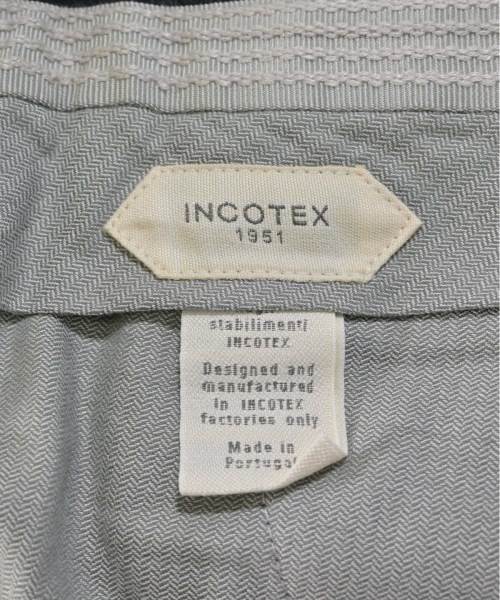 INCOTEX
1951
stabilimenti
INCOTEX
Designed and
manufactured
in INCOTEX
factories only
Made in
Portugal